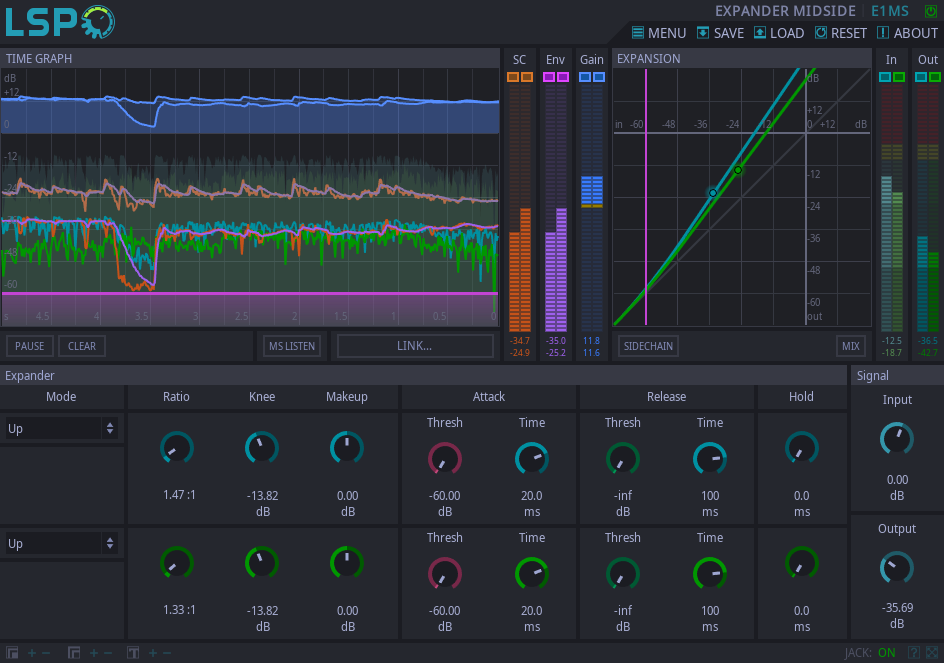 LSP
EXPANDER MIDSIDE E1MS
MENU SAVE LOAD RESET ABOUT
TIME GRAPH
SC Env Gain
EXPANSION
In Out
dB
+12
0
-12
-24
-48
-60
s 4.5 4 3.5 3 2.5 2 1.5 1 0.5 0
dB
+12
in -60 -48 -36 -24 -12 0 +12 dB
-12
-24
-36
-48
-60
out
PAUSE CLEAR MS LISTEN LINK...
-34.7 -35.0 11.8
-24.9 -25.2 11.6
SIDECHAIN MIX
-12.5 -36.5
-18.7 -42.7
Expander Signal
Mode Ratio Knee Makeup Attack Release Hold
Input
Thresh Time Thresh Time
Up
1.47 :1 -13.82 0.00 -60.00 20.0 -inf 100 0.0
dB dB dB ms dB ms ms
0.00
dB
Output
Thresh Time Thresh Time
Up
1.33 :1 -13.82 0.00 -60.00 20.0 -inf 100 0.0
dB dB dB ms dB ms ms
-35.69
dB
JACK: ON ?